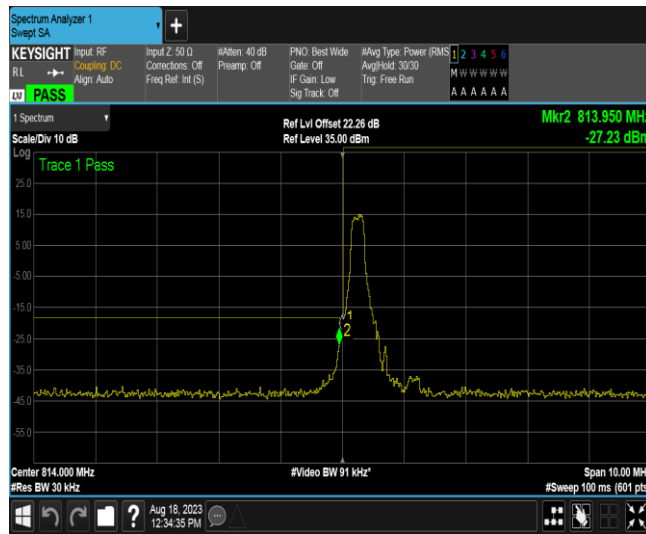 Spectrum Analyzer 1
Swept SA
+
KEYSIGHT
RL
LXI PASS
Input: RF
Coupling: DC
Align: Auto
Input Z: 50 Ω
Corrections: Off
Freq Ref: Int (S)
#Atten: 40 dB
Preamp: Off
PNO: Best Wide
Gate: Off
IF Gain: Low
Sig Track: Off
#Avg Type: Power (RMS
Avg|Hold: 30/30
Trig: Free Run
1 2 3 4 5 6
M W W W W W
A A A A A A
1 Spectrum
Scale/Div 10 dB
Ref Lvl Offset 22.26 dB
Ref Level 35.00 dBm
Mkr2 813.950 MHz
-27.23 dBm
Log
Trace 1 Pass
25.0
15.0
5.00
-5.00
-15.0
-25.0
-35.0
-45.0
-55.0
1
2
Center 814.000 MHz
#Res BW 30 kHz
#Video BW 91 kHz*
Span 10.00 MH
#Sweep 100 ms (601 pts
?
Aug 18, 2023
12:34:35 PM